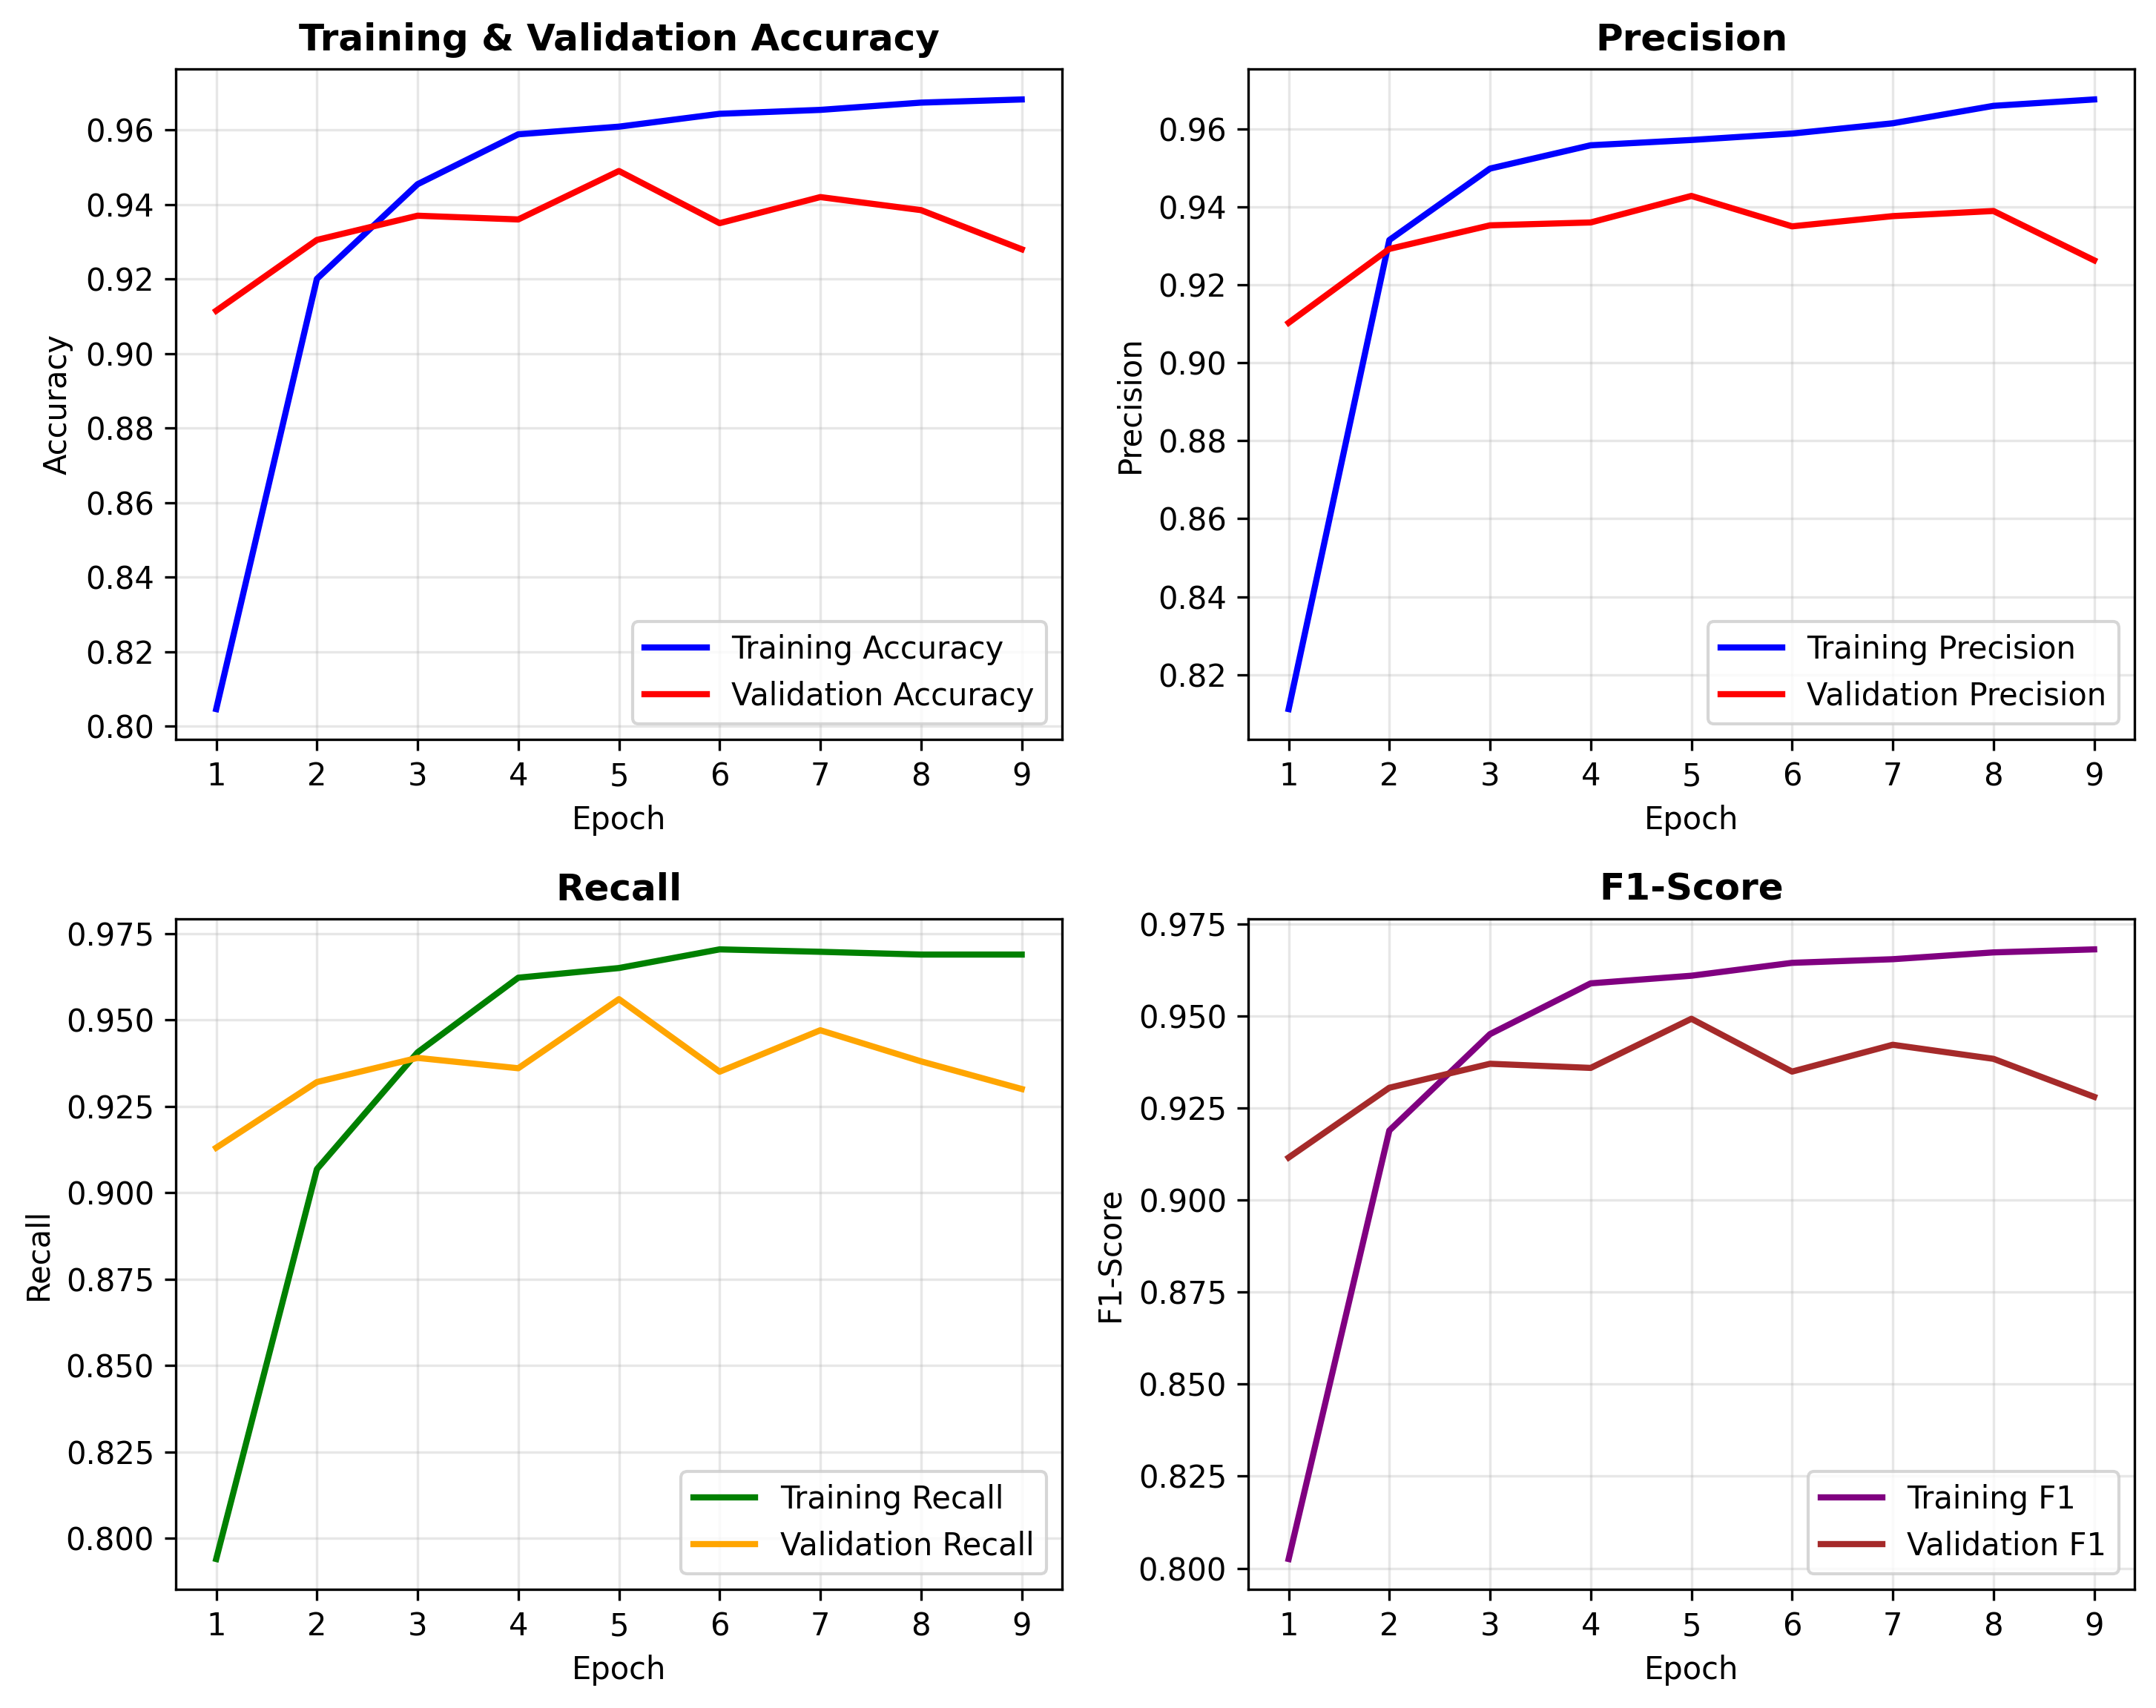 Training & Validation Accuracy
Accuracy
0.96
0.94
0.92
0.90
0.88
0.86
0.84
0.82
0.80
1 2 3 4 5 6 7 8 9
Epoch
Training Accuracy
Validation Accuracy
Precision
Precision
0.96
0.94
0.92
0.90
0.88
0.86
0.84
0.82
1 2 3 4 5 6 7 8 9
Epoch
Training Precision
Validation Precision
Recall
Recall
0.975
0.950
0.925
0.900
0.875
0.850
0.825
0.800
1 2 3 4 5 6 7 8 9
Epoch
Training Recall
Validation Recall
F1-Score
F1-Score
0.975
0.950
0.925
0.900
0.875
0.850
0.825
0.800
1 2 3 4 5 6 7 8 9
Epoch
Training F1
Validation F1